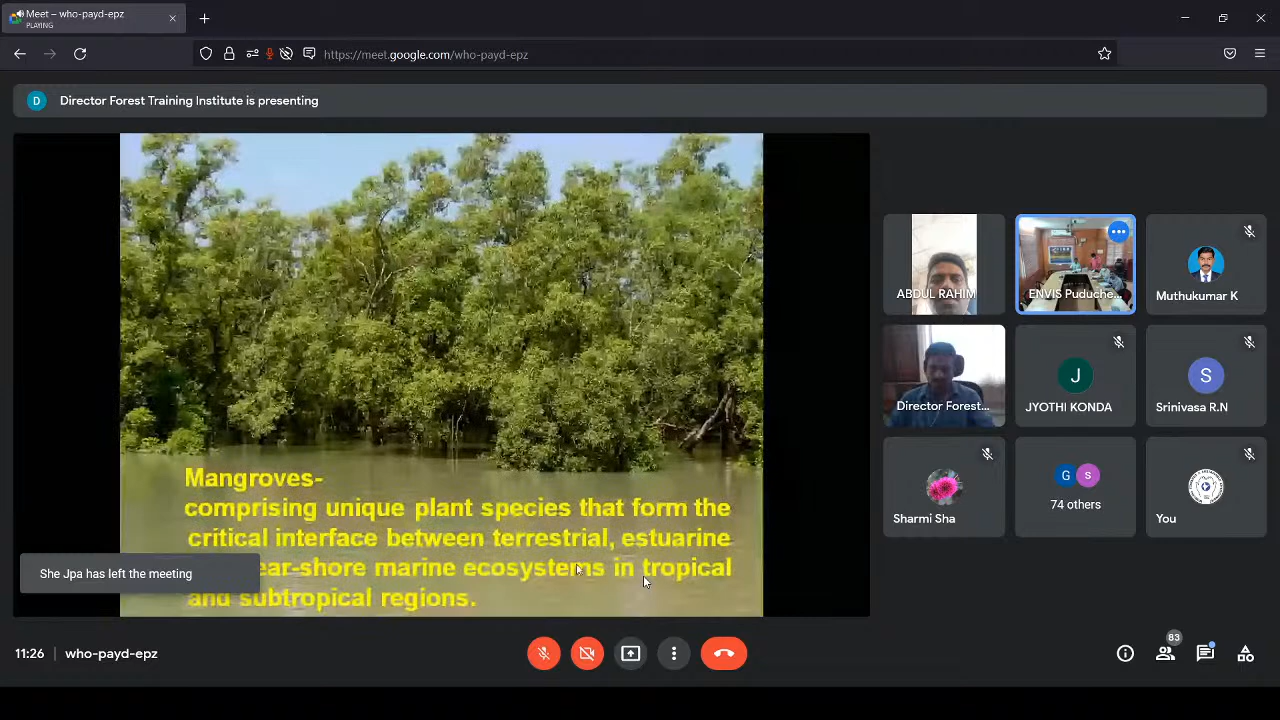 Meet – who-payd-epz
PLAYING
https://meet.google.com/who-payd-epz
D
Director Forest Training Institute is presenting
Mangroves-
comprising unique plant species that form the
critical interface between terrestrial, estuarine
ear-shore marine ecosystems in tropical
and subtropical regions.
She Jpa has left the meeting
ABDUL RAHIM
ENVIS Puduche...
Muthukumar K
Director Forest...
J
JYOTHI KONDA
S
Srinivasa R.N
Sharmi Sha
G
s
74 others
You
11:26
who-payd-epz
83